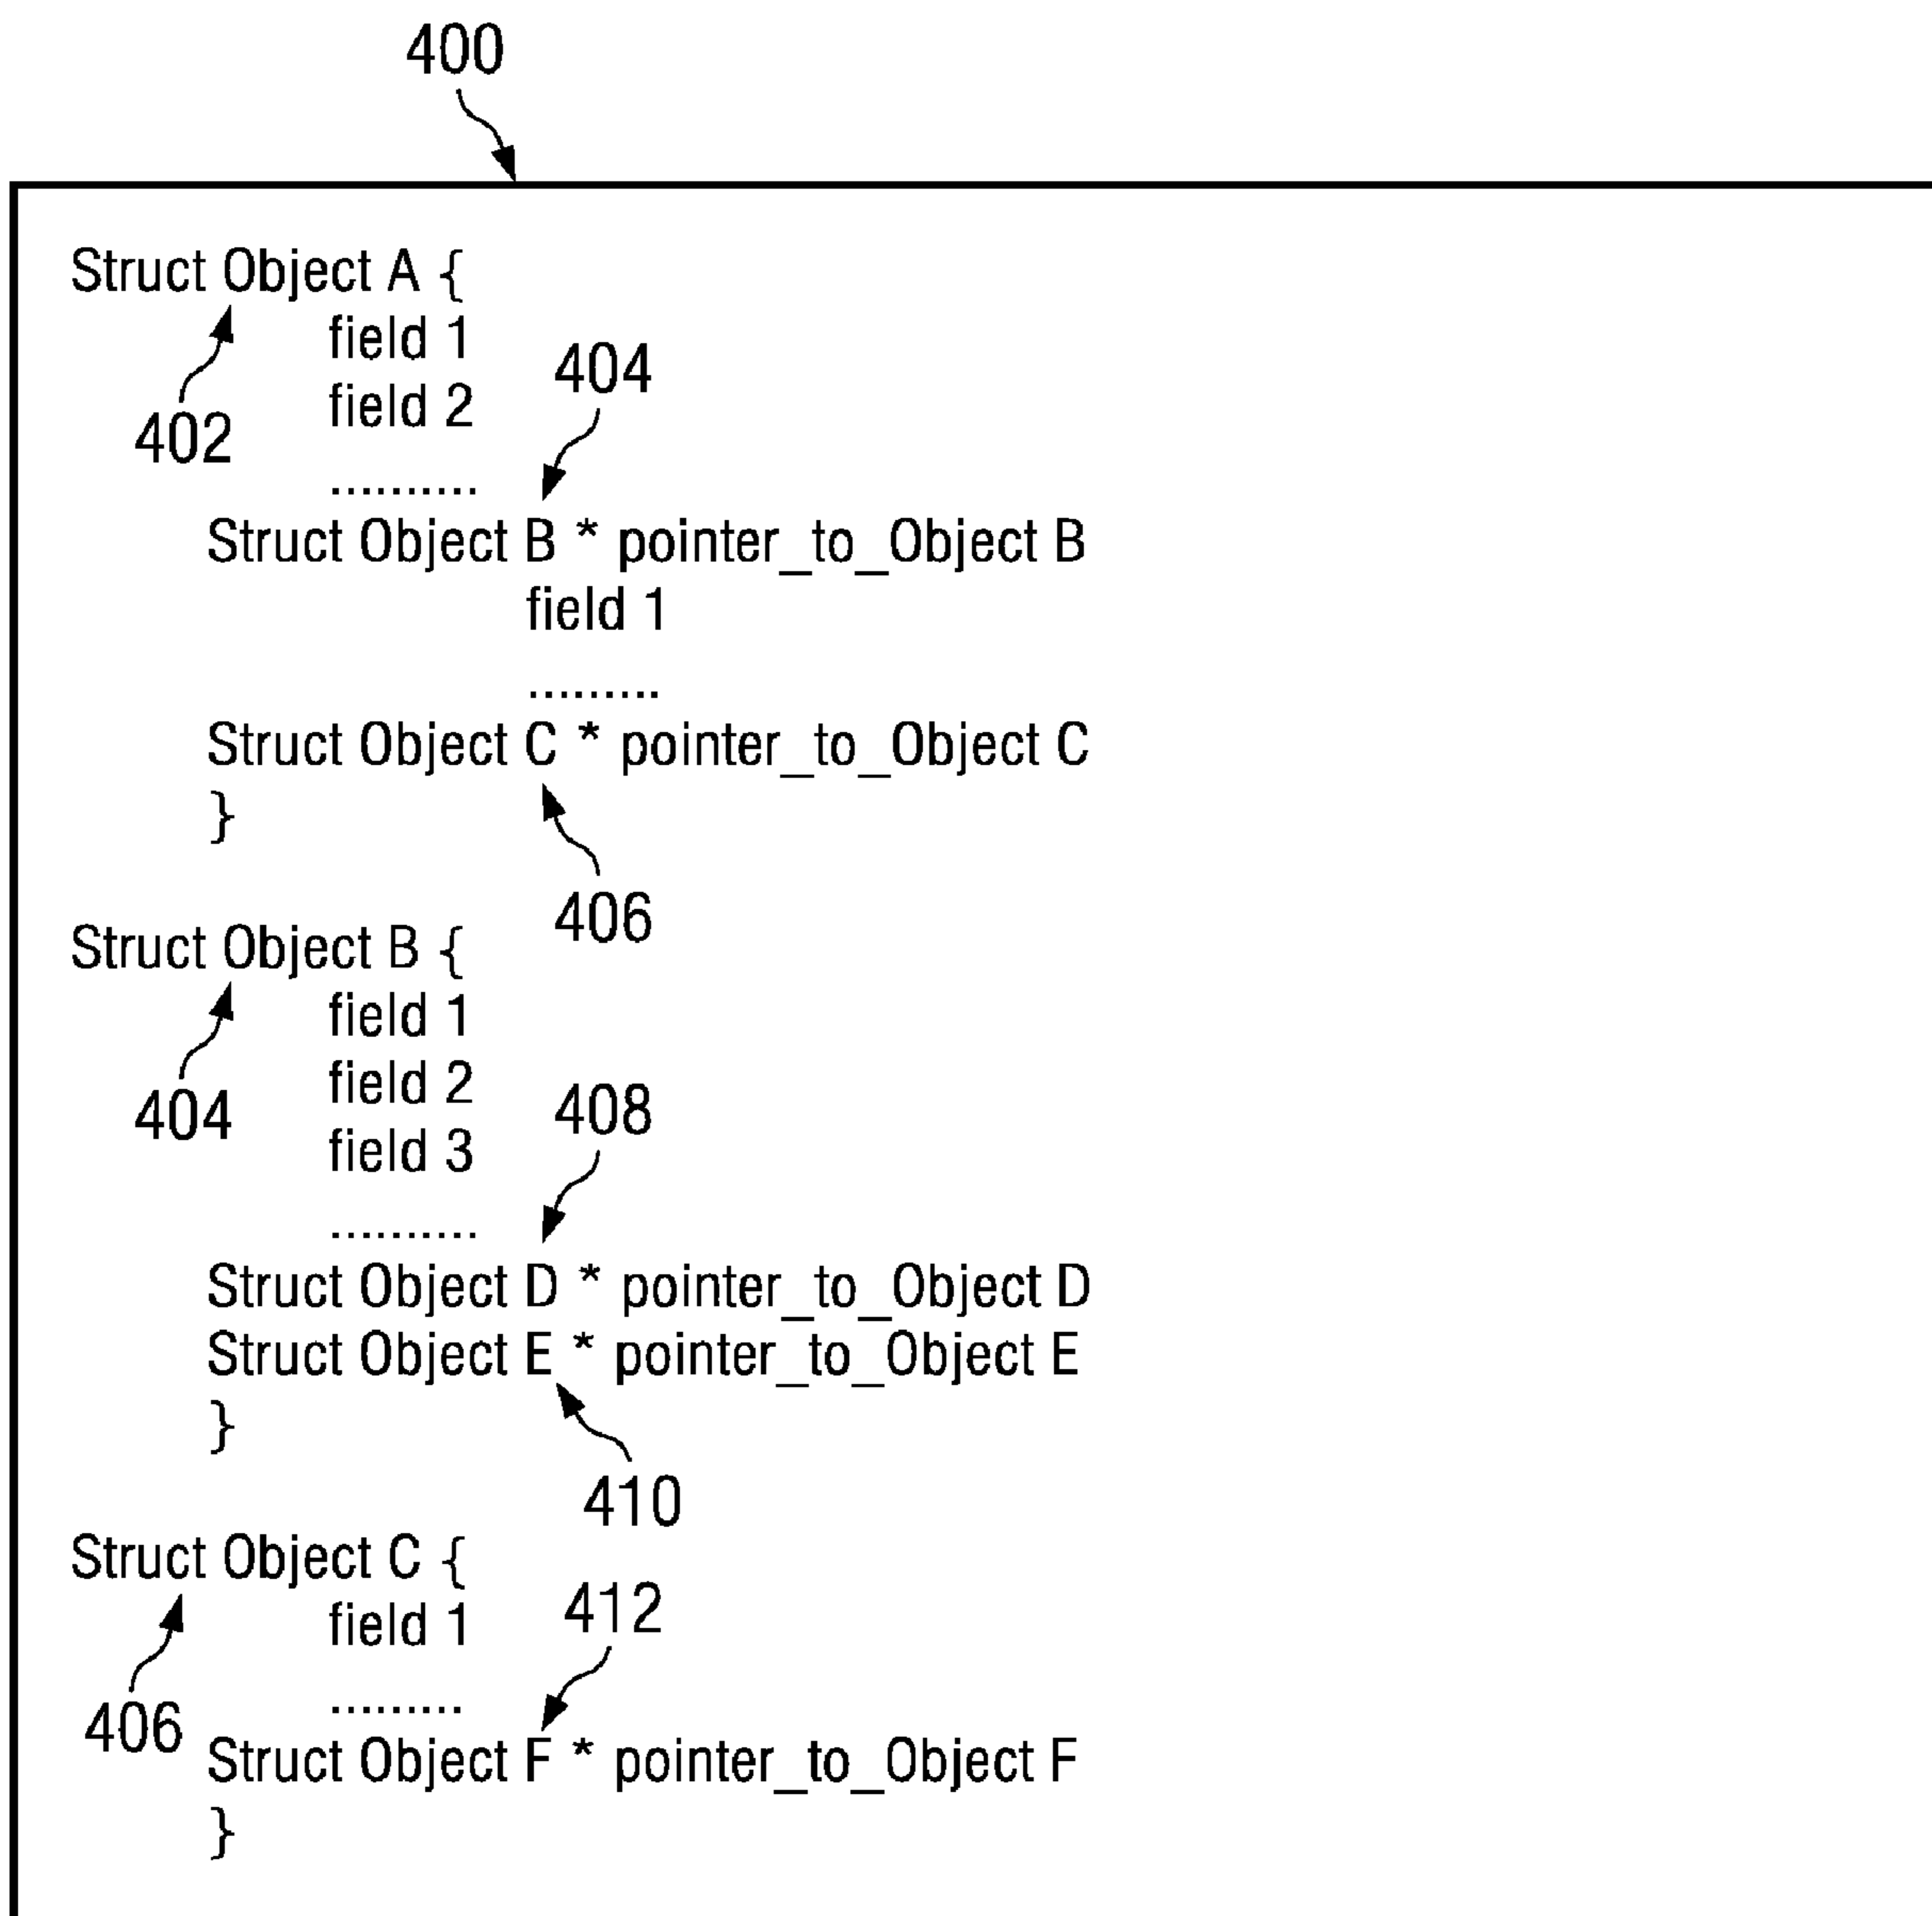 400
Struct Object A {
field 1
404
field 2
402
..........
Struct Object B * pointer_to_Object B
field 1
.........
Struct Object C * pointer_to_Object C
}
406
Struct Object B {
field 1
field 2
408
404
field 3
..........
Struct Object D * pointer_to_Object D
Struct Object E * pointer_to_Object E
}
410
Struct Object C {
412
field 1
.........
406
Struct Object F * pointer_to_Object F
}